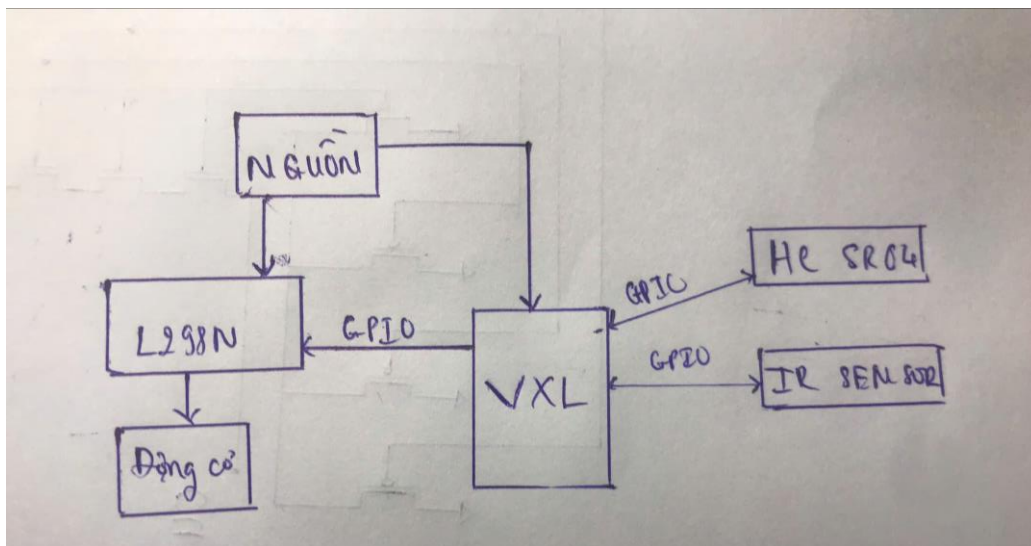 NGUỒN
HC SR04
GPIO
L298N
GPIO
GPIO
VXL
IR SENSOR
Động cơ